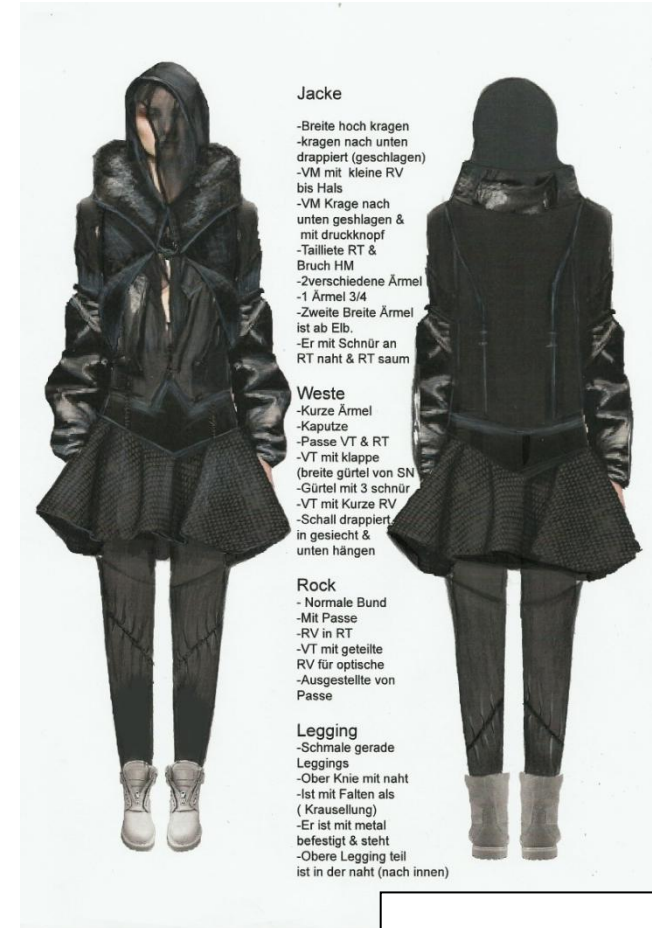 Jacke
-Breite hoch kragen
-kragen nach unten
drappiert (geschlagen)
-VM mit kleine RV
bis Hals
-VM Krage nach
unten geshlagen &
mit druckknopf
-Tailliete RT &
Bruch HM
-2verschiedene Ärmel
-1 Ärmel 3/4
-Zweite Breite Ärmel
ist ab Elb.
-Er mit Schnür an
RT naht & RT saum
Weste
-Kurze Ärmel
-Kaputze
-Passe VT & RT
-VT mit klappe
(breite gürtel von SN
-Gürtel mit 3 schnür
-VT mit Kurze RV
-Schall drappiert
in gesiecht &
unten hängen
Rock
- Normale Bund
-Mit Passe
-RV in RT
-VT mit geteilte
RV für optische
-Ausgestellte von
Passe
Legging
-Schmale gerade
Leggings
-Ober Knie mit naht
-Ist mit Falten als
( Krausellung)
-Er ist mit metal
befestigt & steht
-Obere Legging teil
ist in der naht (nach innen)